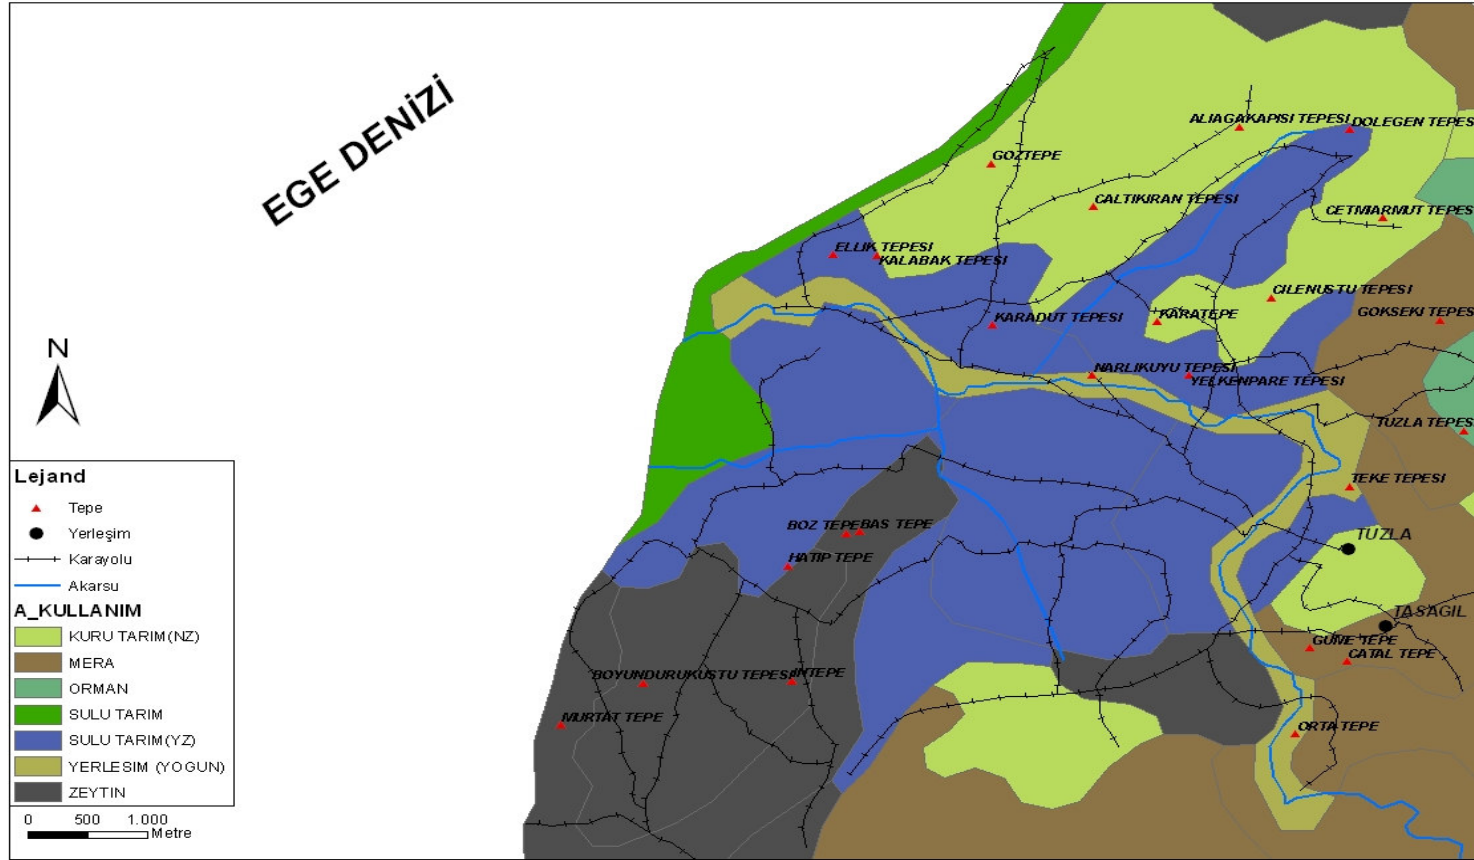 EGE DENİZİ
ALIAGAKAPISI TEPESI
DOLEGEN TEPES
GOZTEPE
CALTIKIRAN TEPESI
CETMIARMUT TEPES
ELLIK TEPESI
KALABAK TEPESI
CILENUSTU TEPESI
KARADUT TEPESI
KARATEPE
GOKSEKI TEPES
N
NARLIKUYU TEPESI
YELKENPARE TEPESI
TUZLA TEPES
TEKE TEPESI
BOZ TEPE
BAS TEPE
TUZLA
HATIP TEPE
TASAGIL
GUME TEPE
CATAL TEPE
BOYUNDURUKUSTU TEPESI
INTEPE
MURTAT TEPE
ORTA TEPE
Lejand
Tepe
Yerleşim
Karayolu
Akarsu
A_KULLANIM
KURU TARIM(NZ)
MERA
ORMAN
SULU TARIM
SULU TARIM(YZ)
YERLESIM (YOGUN)
ZEYTIN
0 500 1.000
Metre